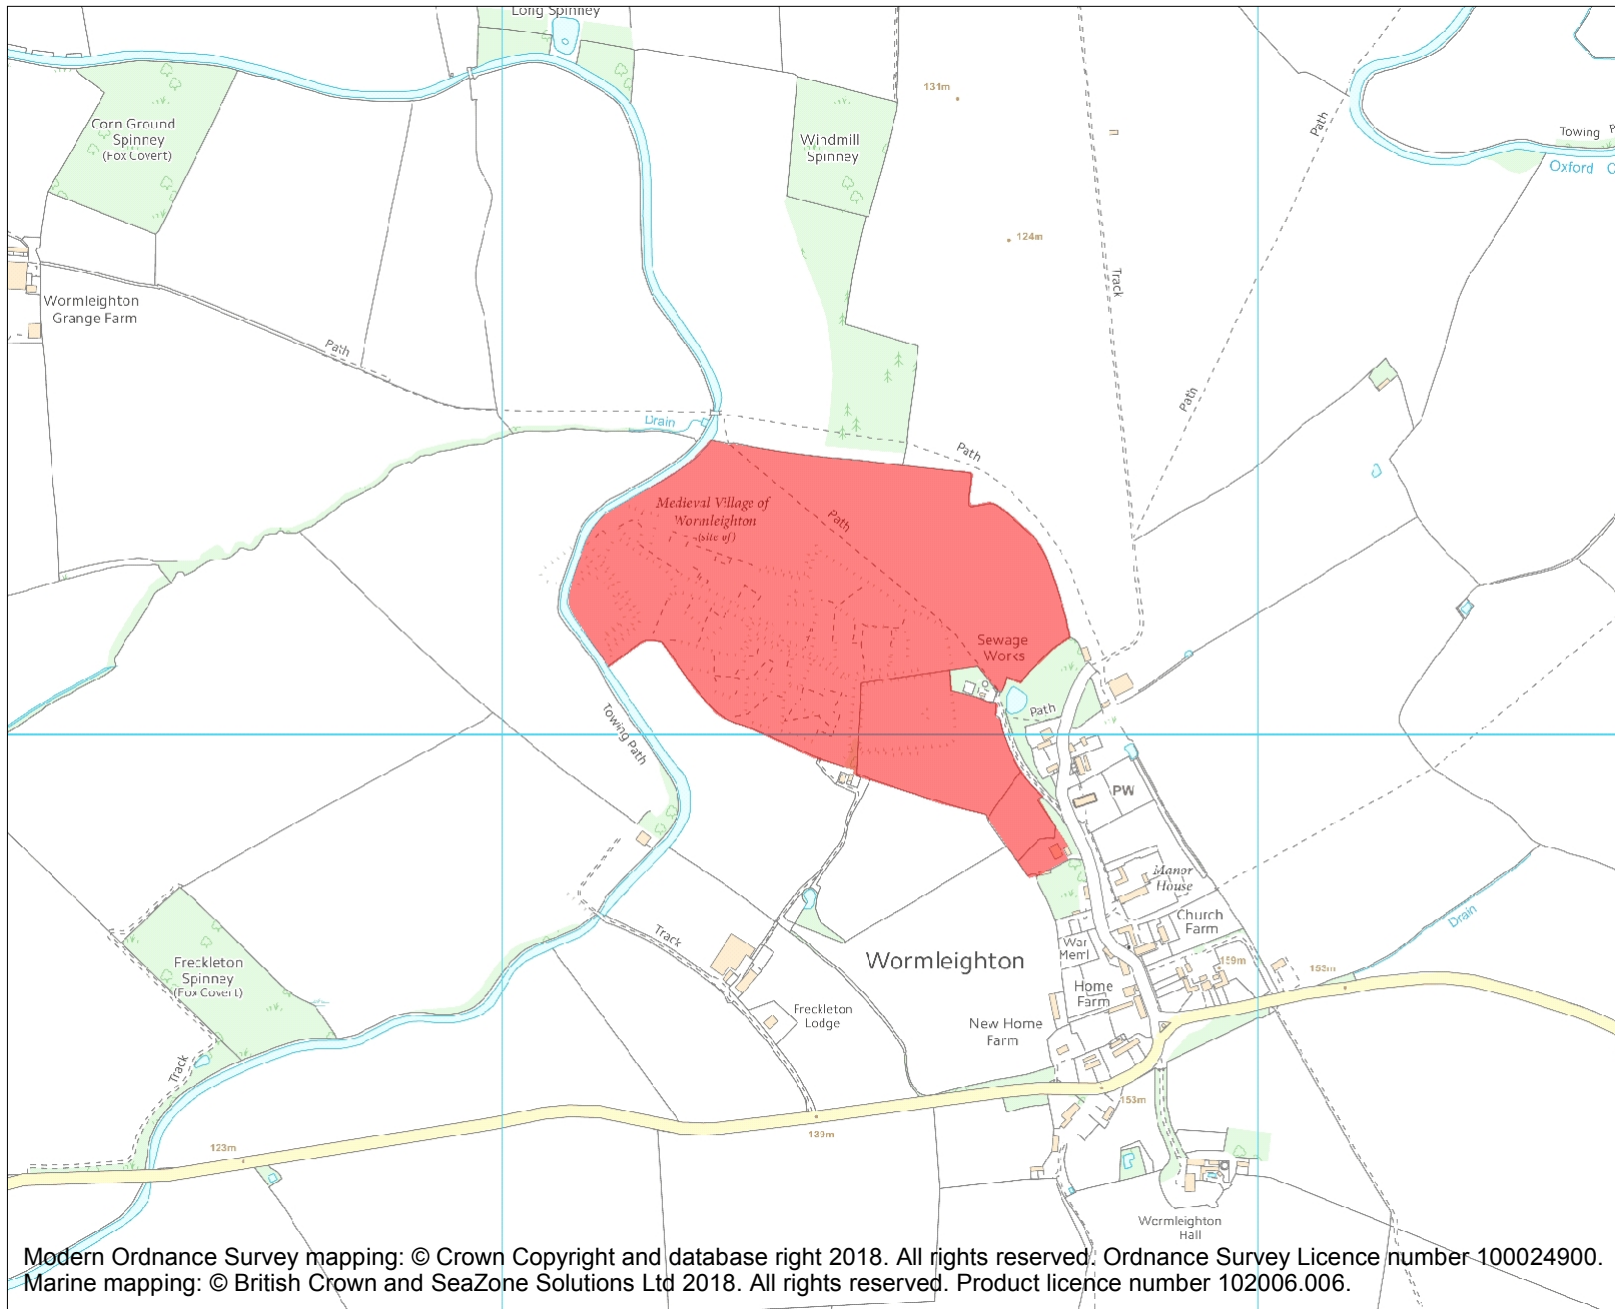 Long Spinney
131m
Corn Ground
Spinney
(Fox Covert)
Windmill
Spinney
Path
Towing
Oxford
124m
Track
Wormleighton
Grange Farm
Path
Path
Drain
Path
Medieval Village of
Wormleighton
(site of)
Path
Sewage
Works
Path
Towing Path
PW
Manor
House
Church
Farm
Drain
War
Meml
Track
Wormleighton
159m
153m
Freckleton
Spinney
(Fox Covert)
Home
Farm
Freckleton
Lodge
New Home
Farm
Track
153m
139m
123m
Wormleighton
Hall
Modern Ordnance Survey mapping: © Crown Copyright and database right 2018. All rights reserved. Ordnance Survey Licence number 100024900.
Marine mapping: © British Crown and SeaZone Solutions Ltd 2018. All rights reserved. Product licence number 102006.006.